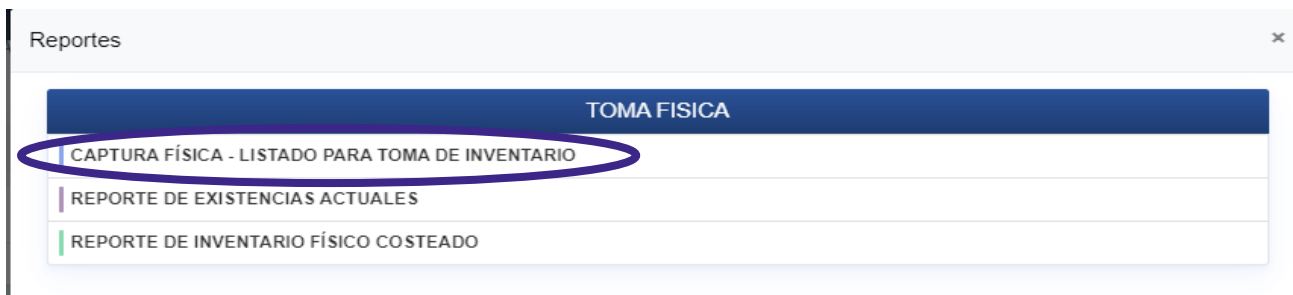 Reportes
×
TOMA FISICA
CAPTURA FÍSICA - LISTADO PARA TOMA DE INVENTARIO
REPORTE DE EXISTENCIAS ACTUALES
REPORTE DE INVENTARIO FÍSICO COSTEADO